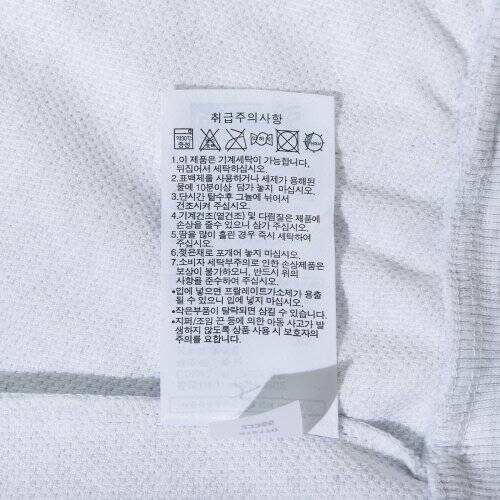 취급주의사항
약30℃
중성
1.이 제품은 기계세탁이 가능합니다,
뒤집어서 세탁하십시오.
2.표백제를 사용하거나 세제가 용해된
물에 10분이상 담가 놓지 마십시오.
3.단시간 탈수후 그늘에 뉘어서
건조시켜 주십시오.
4.기계건조(열건조) 및 다림질은 제품에
손상을 줄수 있으니 삼가 주십시오.
5.땀을 많이 흘린 경우 즉시 세탁하여
주십시오.
6.젖은채로 포개어 놓지 마십시오.
7.소비자 세탁부주의로 인한 손상제품은
보상이 불가하오니, 반드시 위의
사항을 준수하여 주십시오.
•입에 넣으면 프탈레이트가소제가 용출
될 수 있으니 입에 넣지 마십시오.
•작은부품이 탈락되면 삼킬 수 있습니다.
•지퍼/조임 끈 등에 의한 아동 사고가 발
생하지 않도록 상품 사용 시 보호자의
주의를 요합니다.